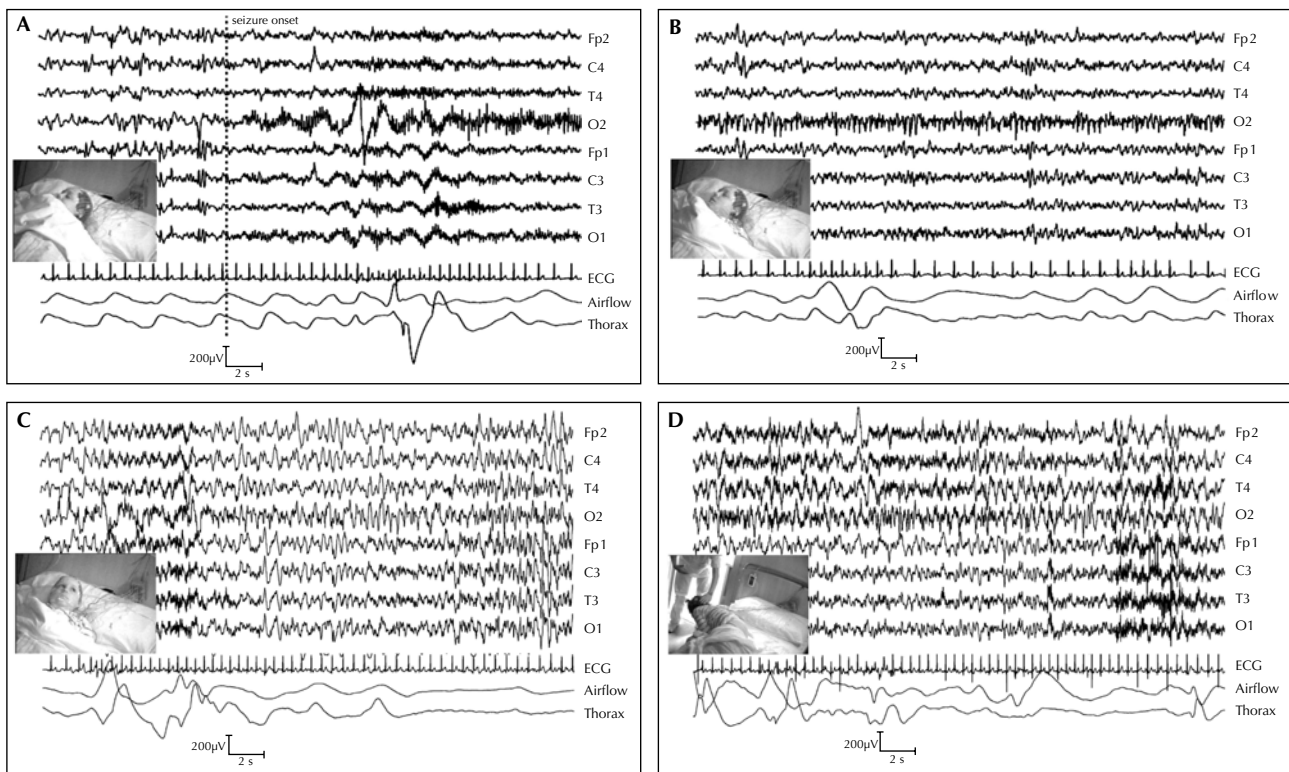 A
seizure onset
Fp2
C4
T4
O2
Fp1
C3
T3
O1
ECG
Airflow
Thorax
200µV
2 s
B
Fp2
C4
T4
O2
Fp1
C3
T3
O1
ECG
Airflow
Thorax
200µV
2 s
C
Fp2
C4
T4
O2
Fp1
C3
T3
O1
ECG
Airflow
Thorax
200µV
2 s
D
Fp2
C4
T4
O2
Fp1
C3
T3
O1
ECG
Airflow
Thorax
200µV
2 s